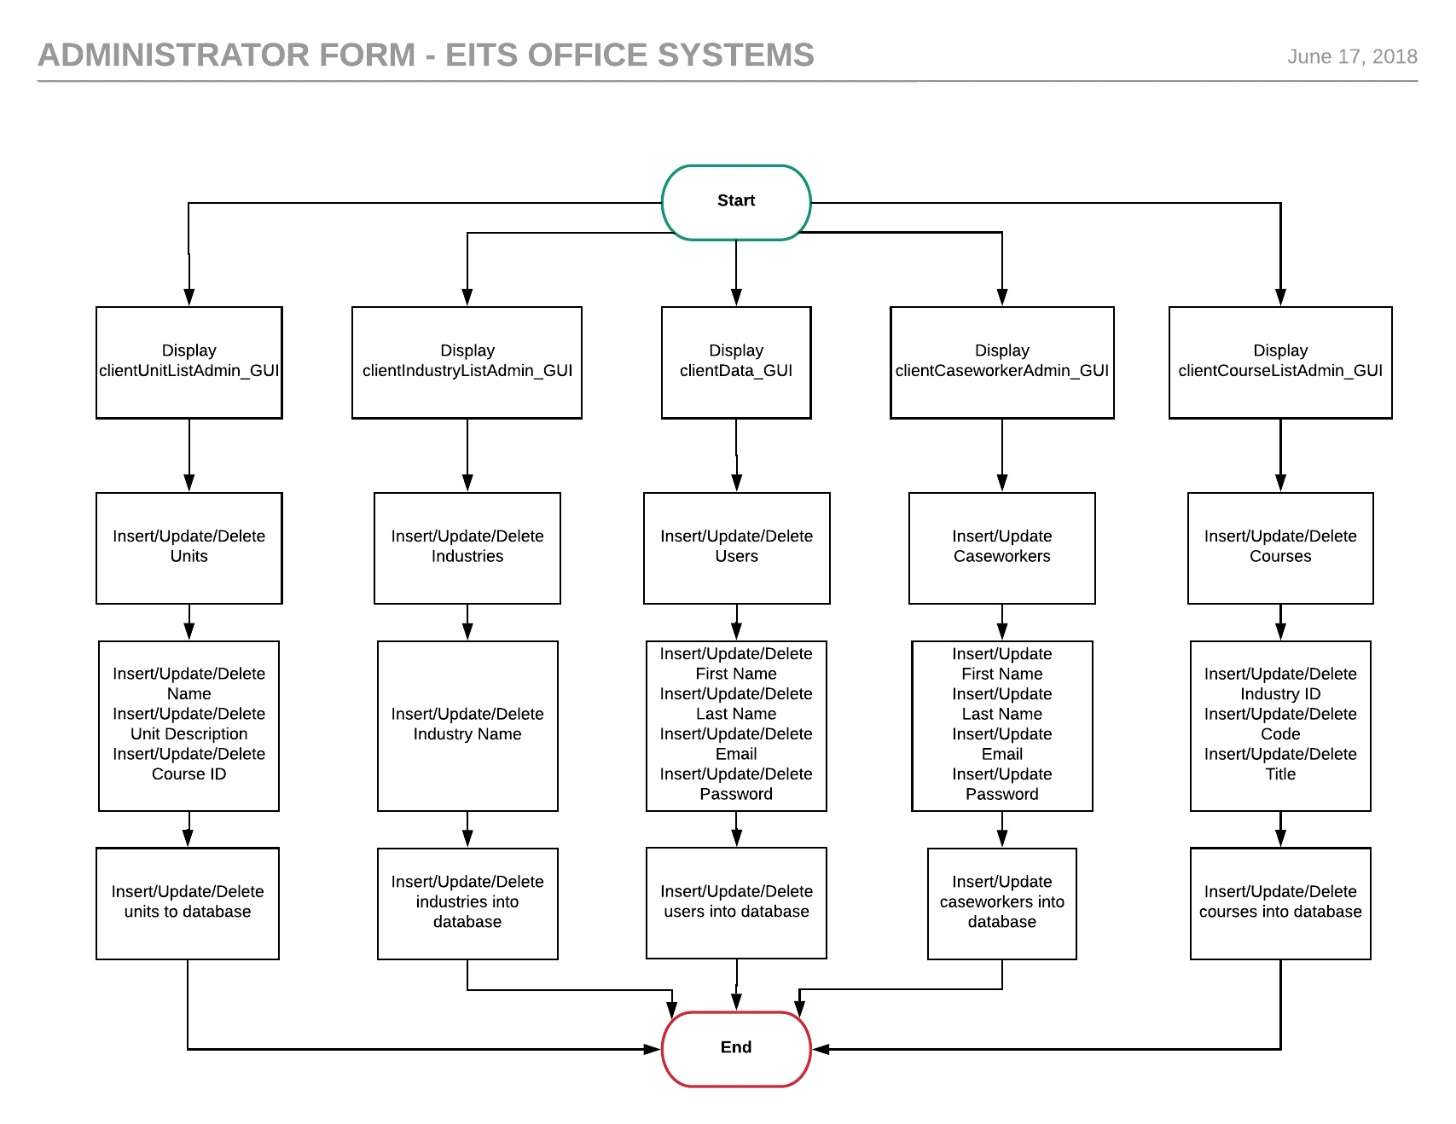 ADMINISTRATOR FORM - EITS OFFICE SYSTEMS
June 17, 2018
Start
Display
clientUnitListAdmin_GUI
Display
clientIndustryListAdmin_GUI
Display
clientData_GUI
Display
clientCaseworkerAdmin_GUI
Display
clientCourseListAdmin_GUI
Insert/Update/Delete
Units
Insert/Update/Delete
Industries
Insert/Update/Delete
Users
Insert/Update
Caseworkers
Insert/Update/Delete
Courses
Insert/Update/Delete
Name
Insert/Update/Delete
Unit Description
Insert/Update/Delete
Course ID
Insert/Update/Delete
Industry Name
Insert/Update/Delete
First Name
Insert/Update/Delete
Last Name
Insert/Update/Delete
Email
Insert/Update/Delete
Password
Insert/Update
First Name
Insert/Update
Last Name
Insert/Update
Email
Insert/Update
Password
Insert/Update/Delete
Industry ID
Insert/Update/Delete
Code
Insert/Update/Delete
Title
Insert/Update/Delete
units to database
Insert/Update/Delete
industries into
database
Insert/Update/Delete
users into database
Insert/Update
caseworkers into
database
Insert/Update/Delete
courses into database
End